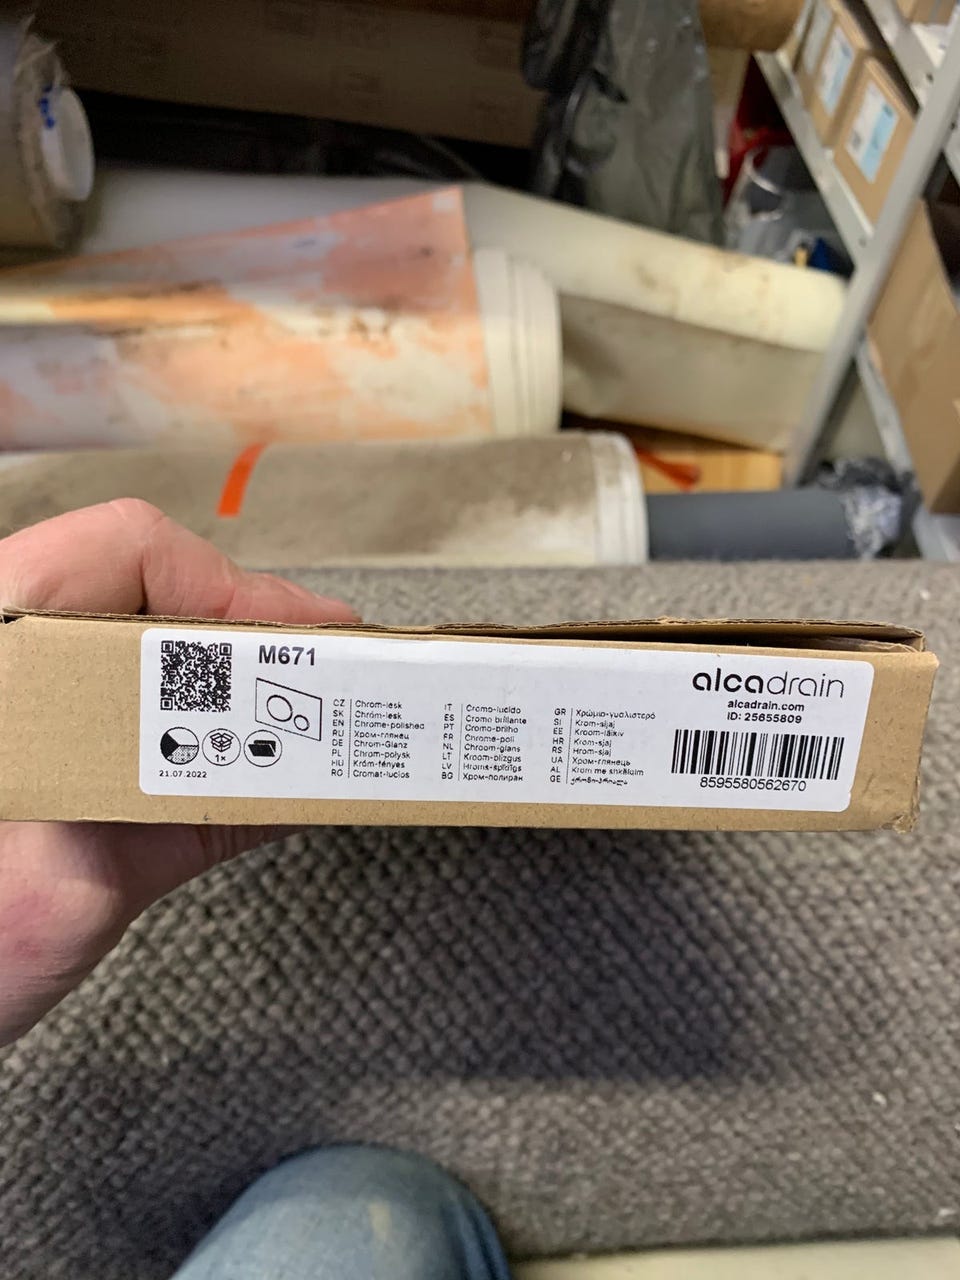 M671
CZ Chrom-lesk
SK Chróm-lesk
EN Chrome-polished
RU Хром-глянец
DE Chrom-Glanz
PL Chrom-połysk
HU Króm-fényes
RO Cromat-lucios
IT Cromo-lucido
ES Cromo brillante
PT Cromo-brilho
FR Chrome-poli
NL Chroom-glans
LT Kroom-blizgus
LV Hroms-spīdīgs
BG Хром-полиран
GR Χρώμιο-γυαλιστερό
SI Krom-sijaj
EE Kroom-läikiv
HR Krom-sjaj
RS Hrom-sjaj
UA Хром-глянець
AL Krom me shkëlqim
GE
1×
21.07.2022
alcadrain
alcadrain.com
ID: 25655809
8595580562670